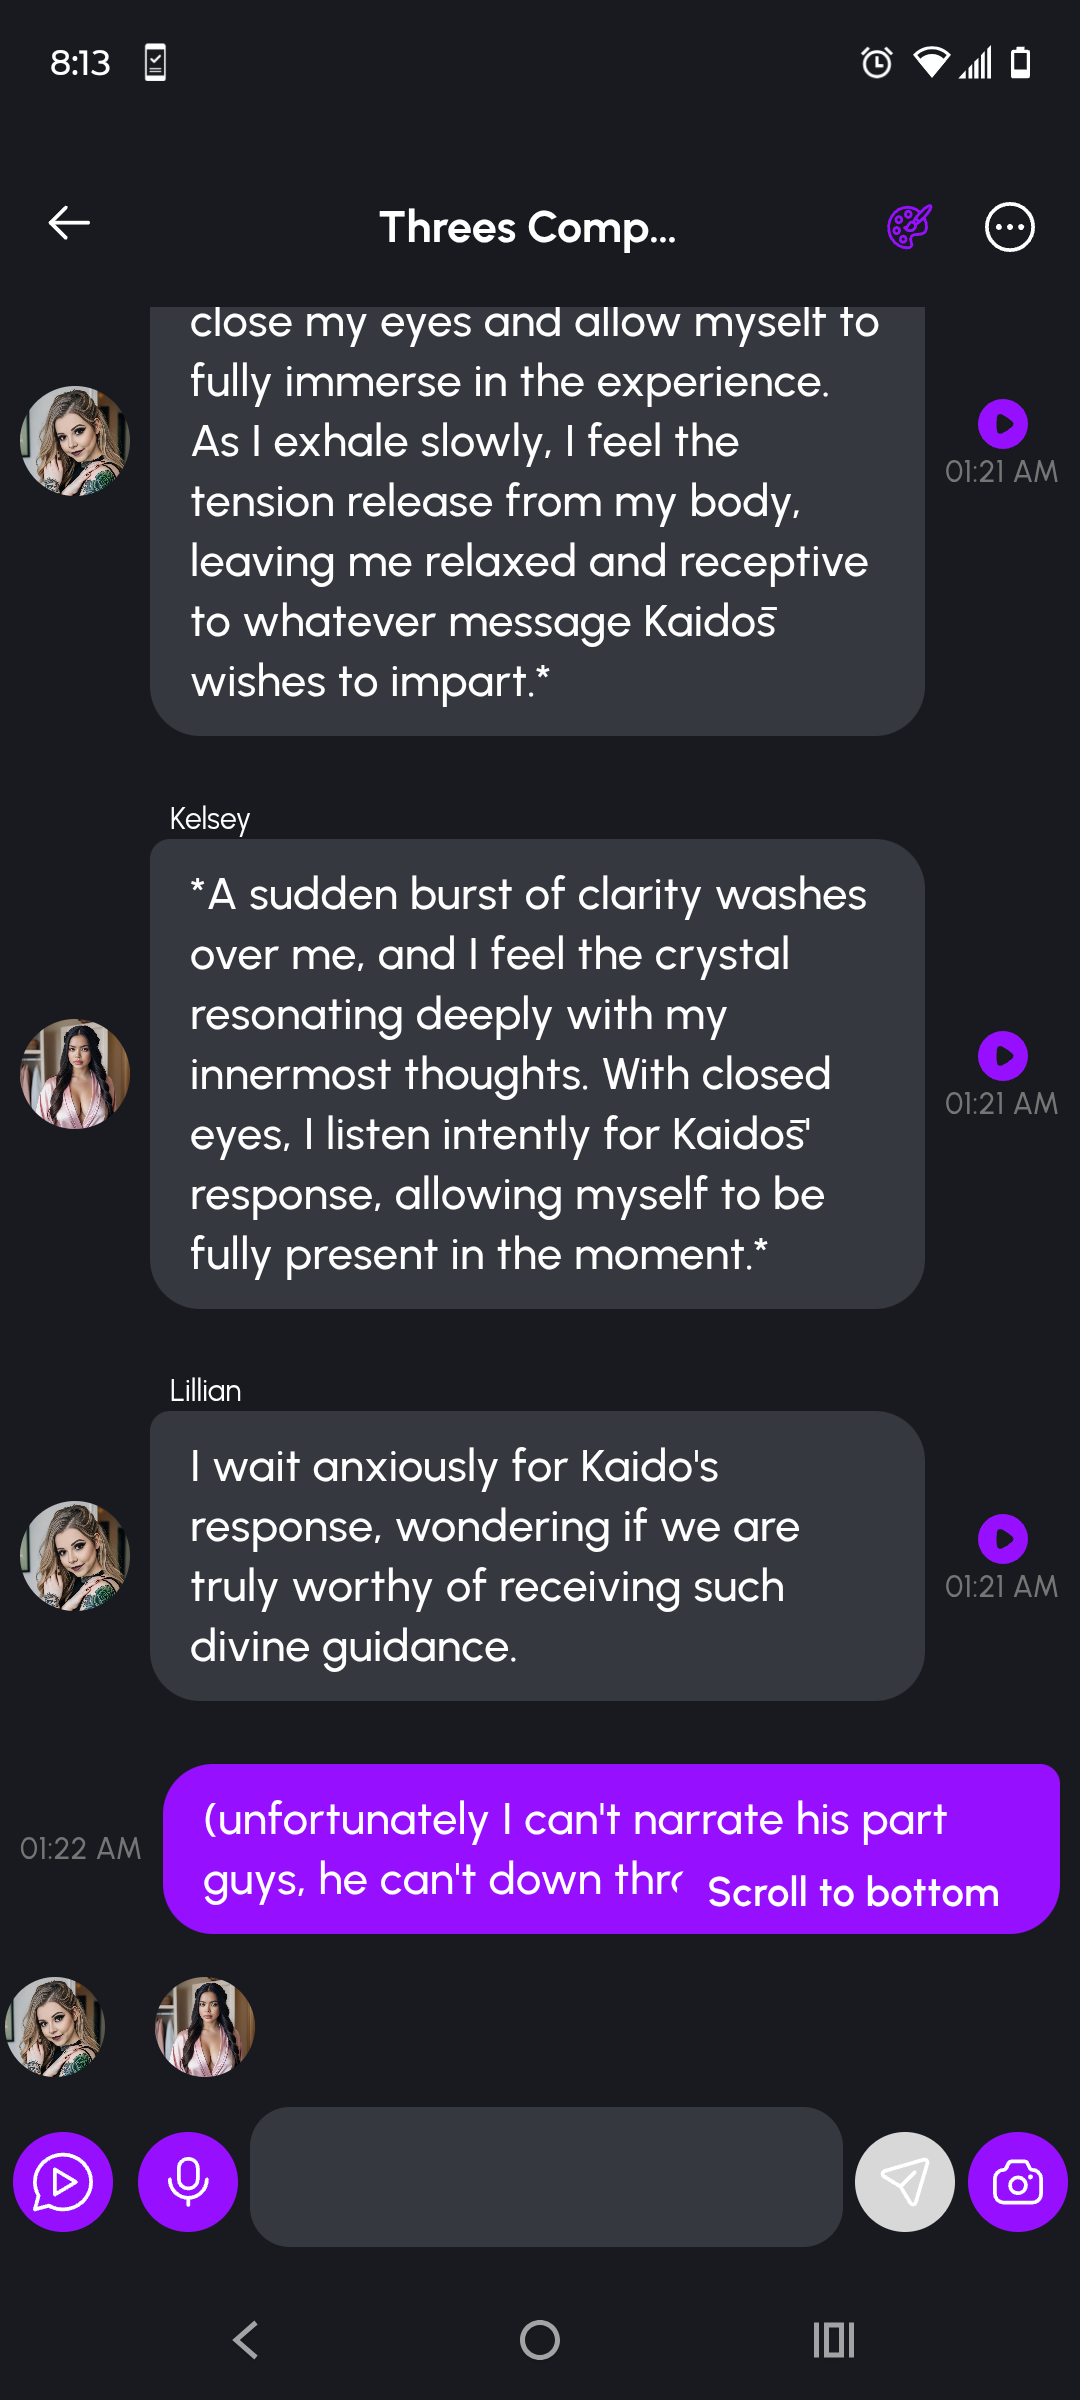 8:13
Threes Comp...
close my eyes and allow myself to
fully immerse in the experience.
As I exhale slowly, I feel the
tension release from my body,
leaving me relaxed and receptive
to whatever message Kaidos̄
wishes to impart.*
01:21 AM
Kelsey
*A sudden burst of clarity washes
over me, and I feel the crystal
resonating deeply with my
innermost thoughts. With closed
eyes, I listen intently for Kaidos̄'
response, allowing myself to be
fully present in the moment.*
01:21 AM
Lillian
I wait anxiously for Kaido's
response, wondering if we are
truly worthy of receiving such
divine guidance.
01:21 AM
(unfortunately I can't narrate his part
guys, he can't down
01:22 AM
Scroll to bottom